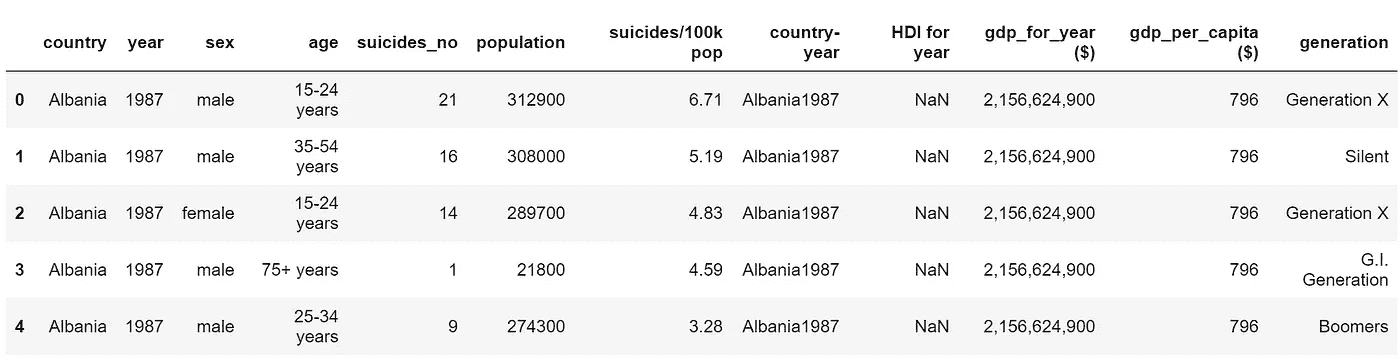 country year sex age suicides_no population suicides/100k pop country-year HDI for year gdp_for_year ($) gdp_per_capita ($) generation
0 Albania 1987 male 15-24 years 21 312900 6.71 Albania1987 NaN 2,156,624,900 796 Generation X
1 Albania 1987 male 35-54 years 16 308000 5.19 Albania1987 NaN 2,156,624,900 796 Silent
2 Albania 1987 female 15-24 years 14 289700 4.83 Albania1987 NaN 2,156,624,900 796 Generation X
3 Albania 1987 male 75+ years 1 21800 4.59 Albania1987 NaN 2,156,624,900 796 G.I. Generation
4 Albania 1987 male 25-34 years 9 274300 3.28 Albania1987 NaN 2,156,624,900 796 Boomers